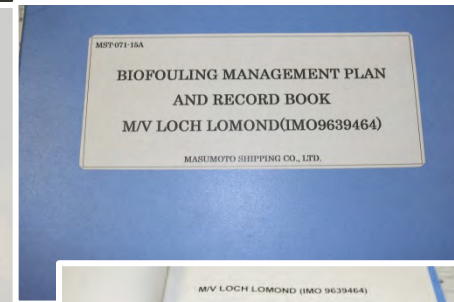 MST-071-15A
BIOFOULING MANAGEMENT PLAN
AND RECORD BOOK
M/V LOCH LOMOND(IMO9639464)
MASUMOTO SHIPPING CO., LTD.
M/V LOCH LOMOND (IMO 9639464)